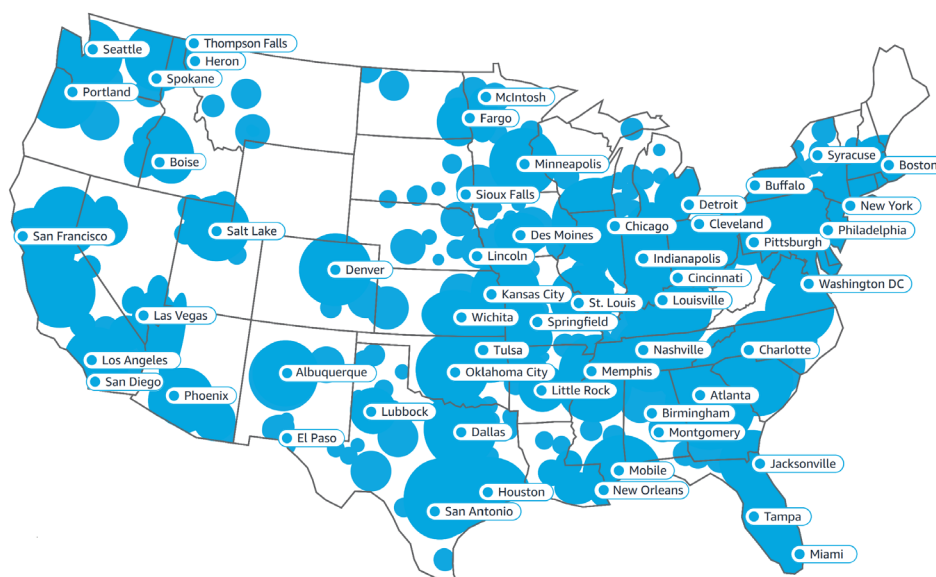 Seattle
Thompson Falls
Heron
Spokane
Portland
McIntosh
Fargo
Boise
Minneapolis
Syracuse
Boston
Buffalo
Sioux Falls
Detroit
New York
Cleveland
Chicago
Philadelphia
San Francisco
Salt Lake
Des Moines
Pittsburgh
Lincoln
Indianapolis
Denver
Cincinnati
Washington DC
Kansas City
St. Louis
Louisville
Las Vegas
Wichita
Springfield
Tulsa
Nashville
Charlotte
Los Angeles
Albuquerque
Oklahoma City
Memphis
San Diego
Little Rock
Phoenix
Atlanta
Lubbock
Birmingham
El Paso
Dallas
Montgomery
Jacksonville
Mobile
Houston
New Orleans
San Antonio
Tampa
Miami